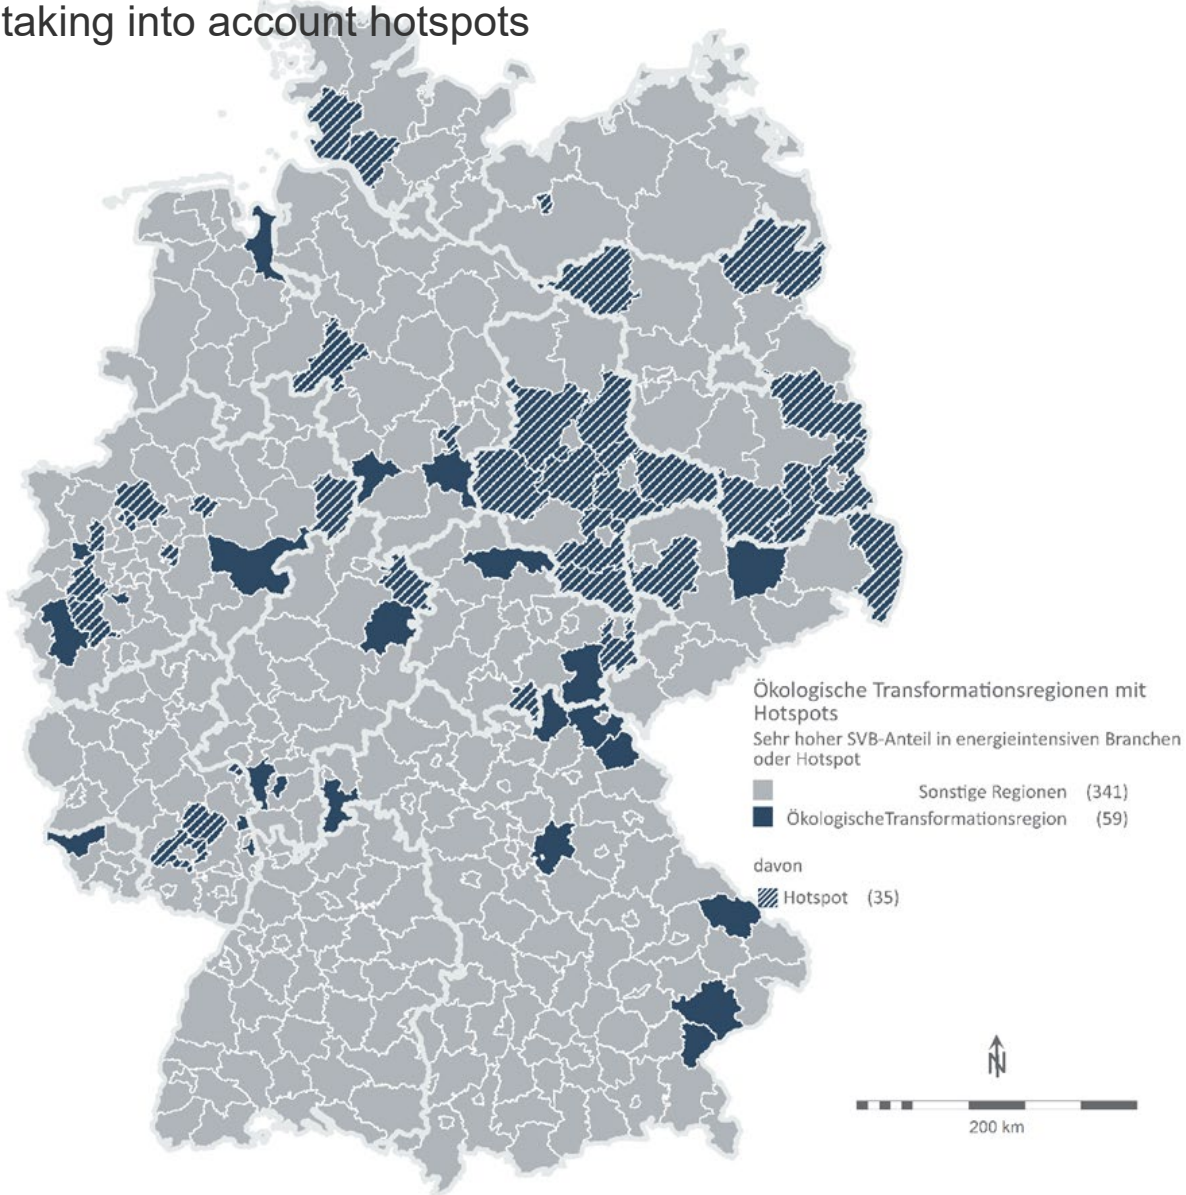 taking into account hotspots
Ökologische Transformationsregionen mit
Hotspots
Sehr hoher SVB-Anteil in energieintensiven Branchen
oder Hotspot
Sonstige Regionen (341)
ÖkologischeTransformationsregion (59)
davon
Hotspot (35)
N
200 km